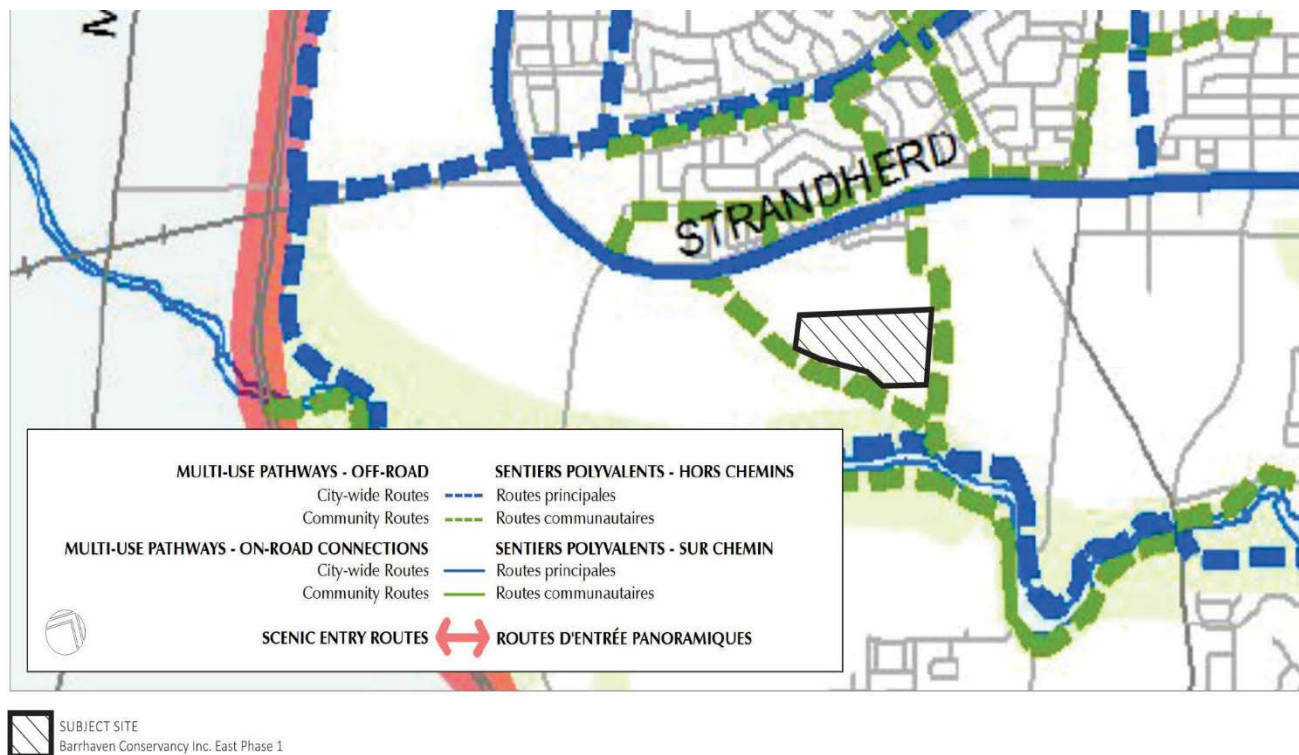 M
STRANDHERD
MULTI-USE PATHWAYS - OFF-ROAD SENTIERS POLYVALENTS - HORS CHEMINS
City-wide Routes Routes principales
Community Routes Routes communautaires
MULTI-USE PATHWAYS - ON-ROAD CONNECTIONS SENTIERS POLYVALENTS - SUR CHEMIN
City-wide Routes Routes principales
Community Routes Routes communautaires
SCENIC ENTRY ROUTES ROUTES D'ENTRÉE PANORAMIQUES
SUBJECT SITE
Barrhaven Conservancy Inc. East Phase 1